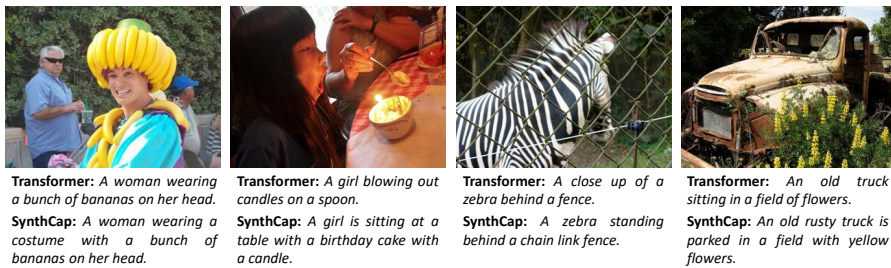 Transformer: A woman wearing
a bunch of bananas on her head.
SynthCap: A woman wearing a
costume with a bunch of
bananas on her head.
Transformer: A girl blowing out
candles on a spoon.
SynthCap: A girl is sitting at a
table with a birthday cake with
a candle.
Transformer: A close up of a
zebra behind a fence.
SynthCap: A zebra standing
behind a chain link fence.
Transformer: An old truck
sitting in a field of flowers.
SynthCap: An old rusty truck is
parked in a field with yellow
flowers.